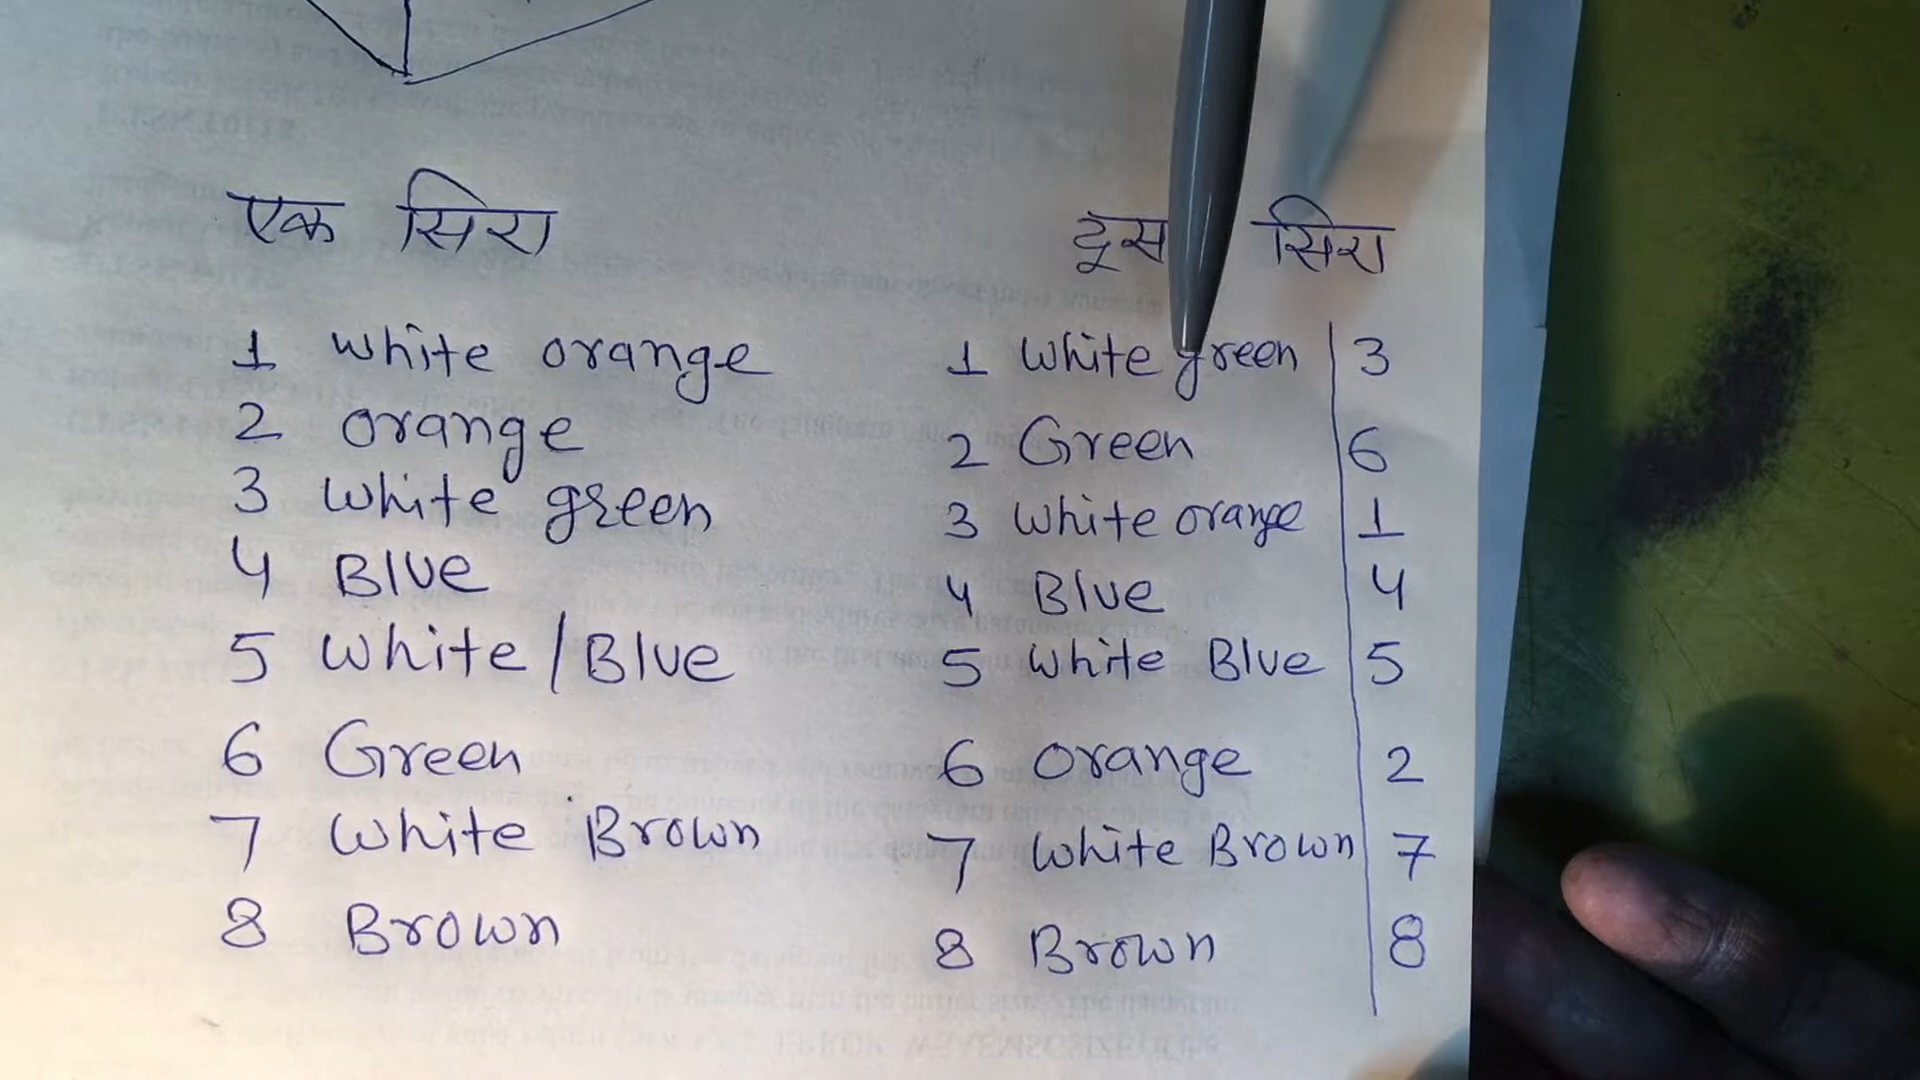 एक सिरा
1 white orange
2 orange
3 white green
4 Blue
5 white/Blue
6 Green
7 white Brown
8 Brown
दूस सिरा
1 white green 3
2 Green 6
3 white orange 1
4 Blue 4
5 white Blue 5
6 orange 2
7 white Brown 7
8 Brown 8